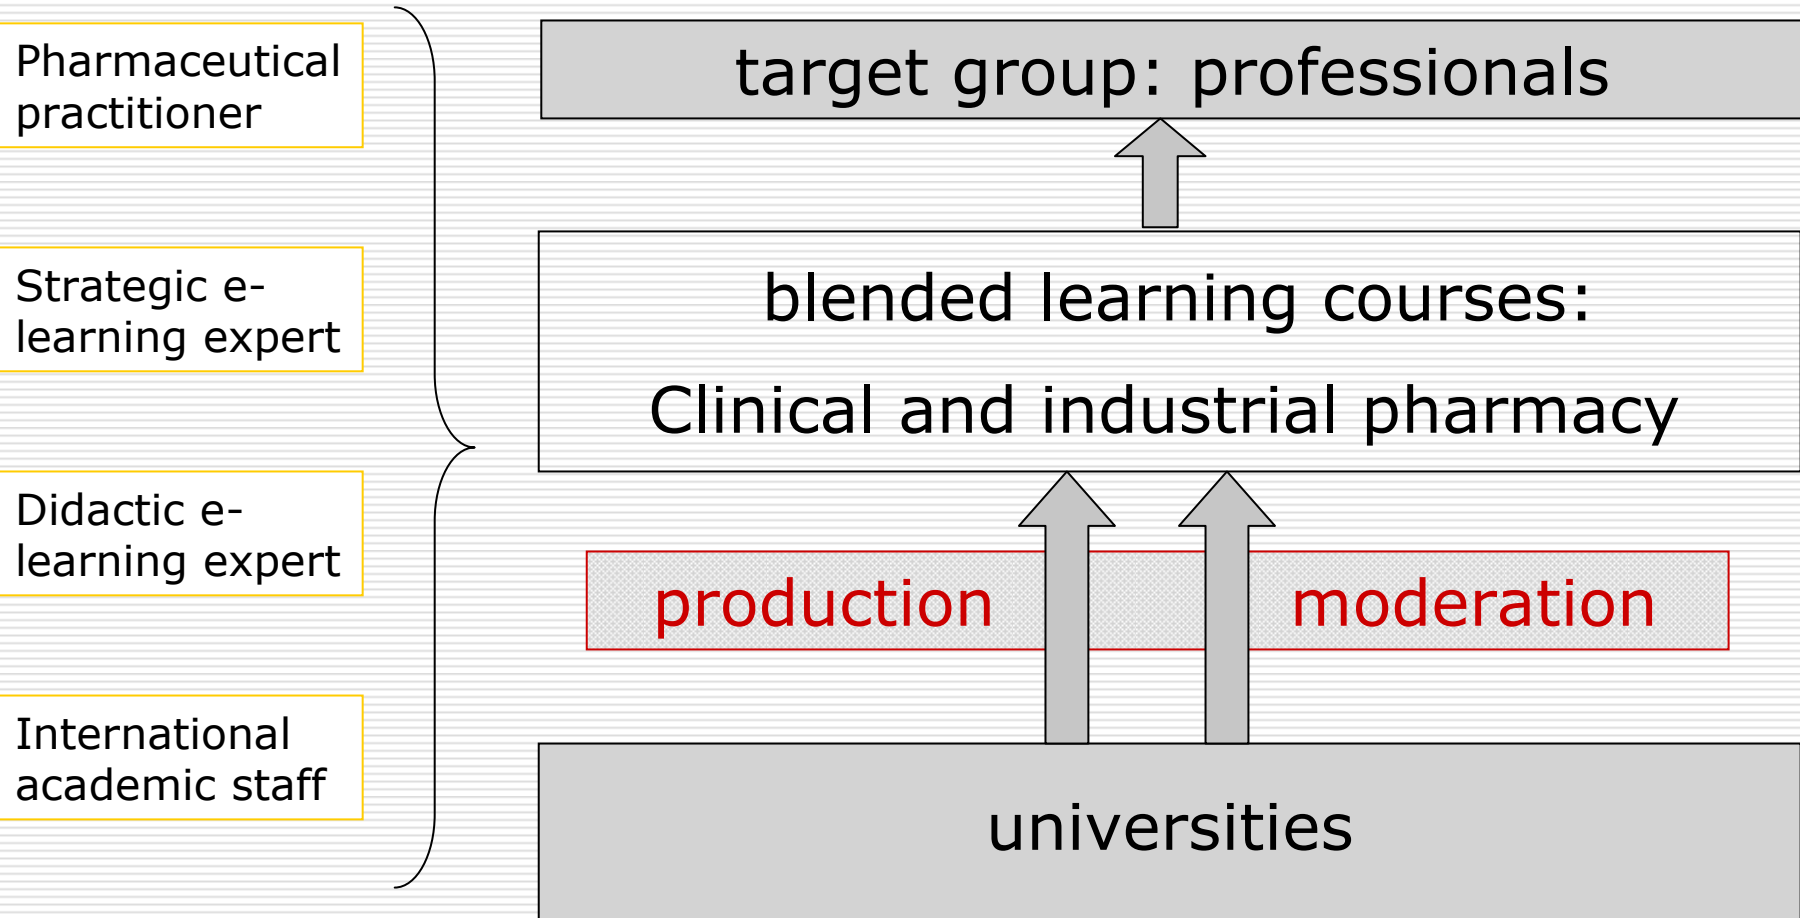 Pharmaceutical
practitioner
Strategic e-
learning expert
Didactic e-
learning expert
International
academic staff
target group: professionals
blended learning courses:
Clinical and industrial pharmacy
production moderation
universities